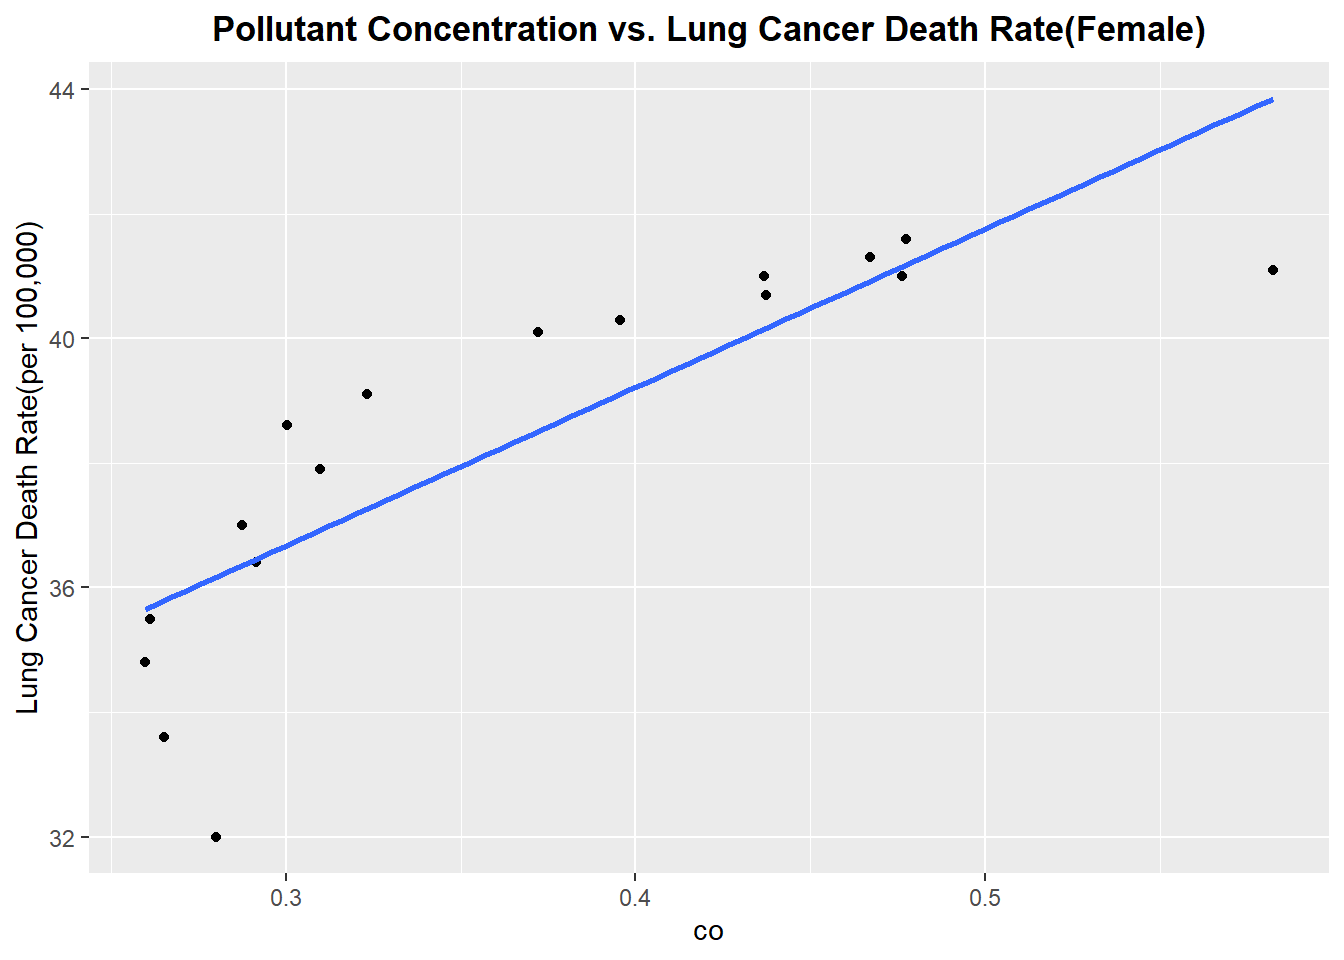 Pollutant Concentration vs. Lung Cancer Death Rate(Female)
Lung Cancer Death Rate(per 100,000)
44
40
36
32
0.3
0.4
0.5
co